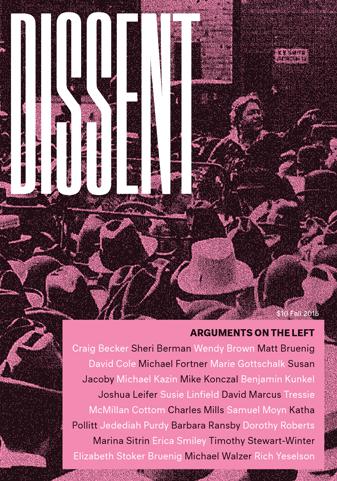 DISSENT
$10 Fall 2015
ARGUMENTS ON THE LEFT
Craig Becker Sheri Berman Wendy Brown Matt Bruenig
David Cole Michael Fortner Marie Gottschalk Susan
Jacoby Michael Kazin Mike Konczal Benjamin Kunkel
Joshua Leifer Susie Linfield David Marcus Tressie
McMillan Cottom Charles Mills Samuel Moyn Katha
Pollitt Jedediah Purdy Barbara Ransby Dorothy Roberts
Marina Sitrin Erica Smiley Timothy Stewart-Winter
Elizabeth Stoker Bruenig Michael Walzer Rich Yeselson